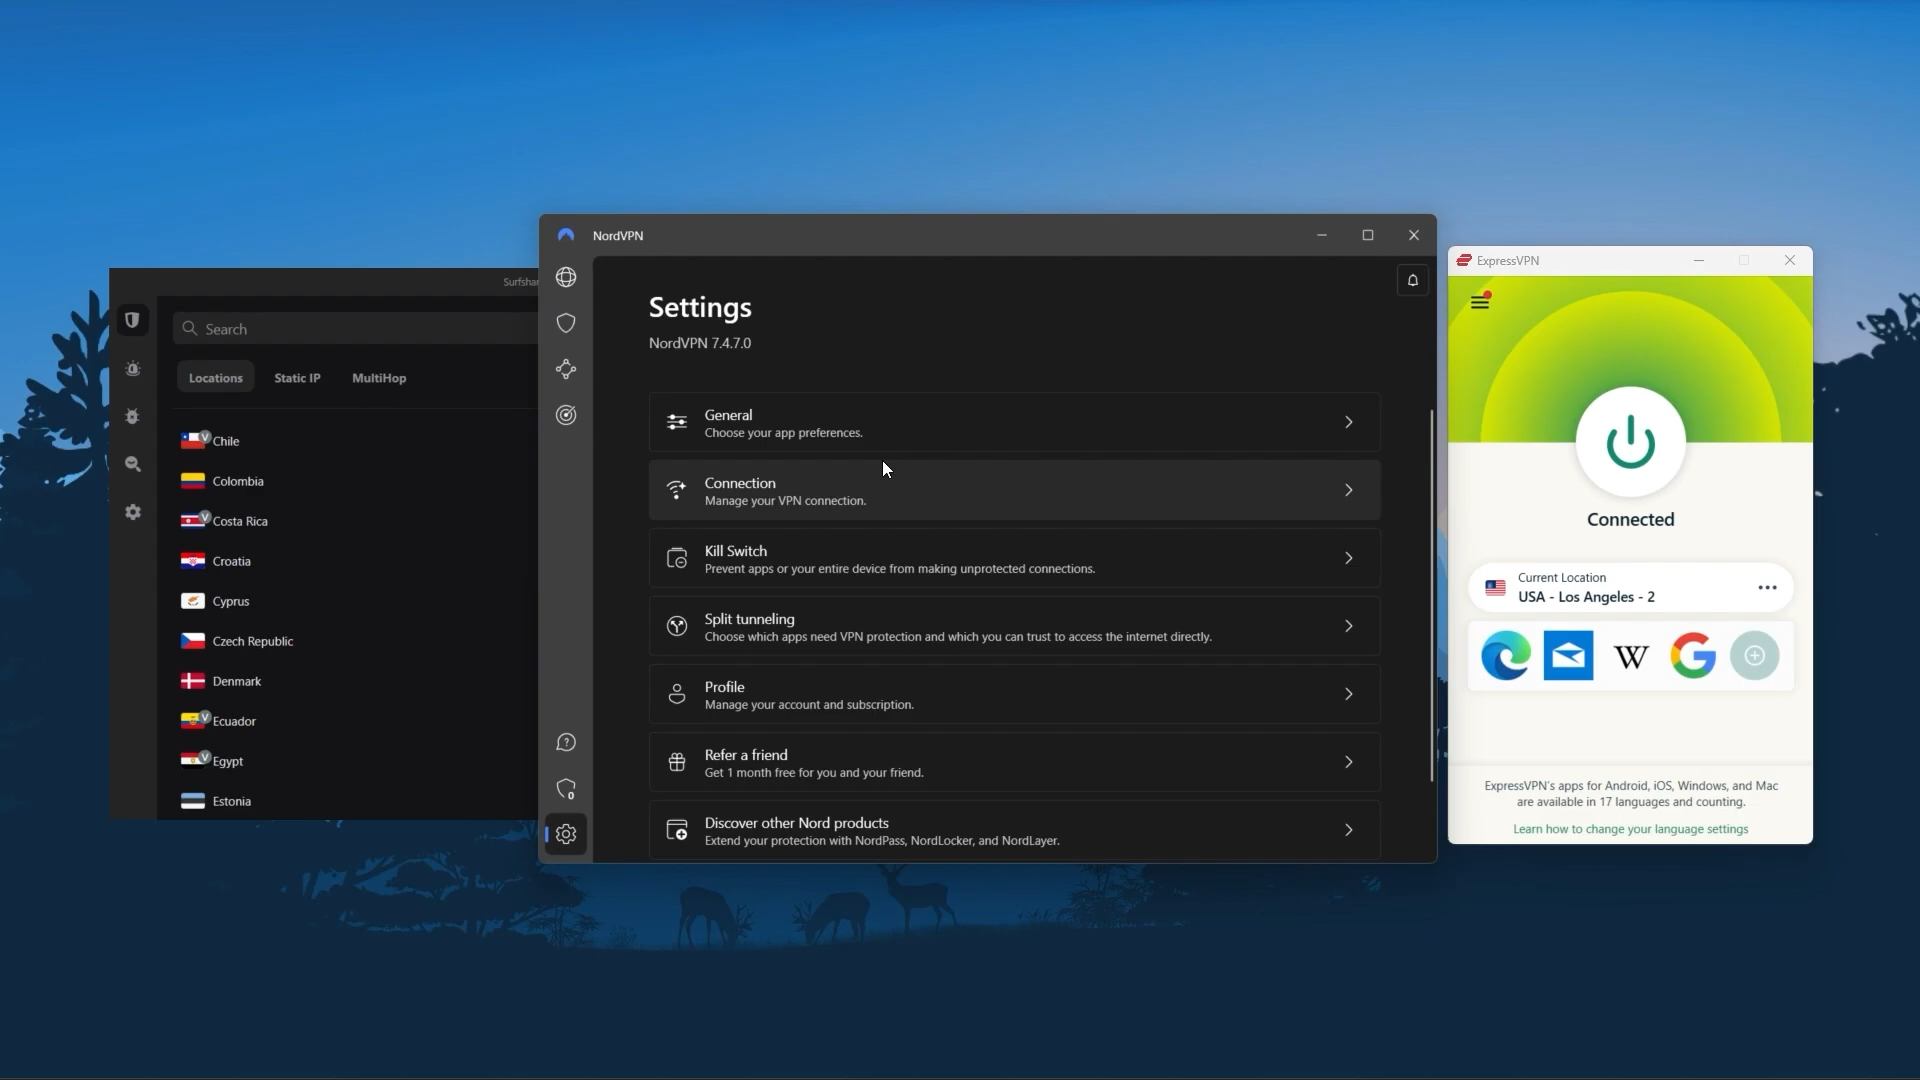 Surfshar
Search
Locations
Static IP
MultiHop
V Chile
Colombia
V Costa Rica
Croatia
Cyprus
Czech Republic
Denmark
V Ecuador
V Egypt
Estonia
NordVPN
Settings
NordVPN 7.4.7.0
General
Choose your app preferences.
Connection
Manage your VPN connection.
Kill Switch
Prevent apps or your entire device from making unprotected connections.
Split tunneling
Choose which apps need VPN protection and which you can trust to access the internet directly.
Profile
Manage your account and subscription.
Refer a friend
Get 1 month free for you and your friend.
Discover other Nord products
Extend your protection with NordPass, NordLocker, and NordLayer.
0
ExpressVPN
Connected
Current Location
USA - Los Angeles - 2
W
G
ExpressVPN's apps for Android, iOS, Windows, and Mac
are available in 17 languages and counting.
Learn how to change your language settings